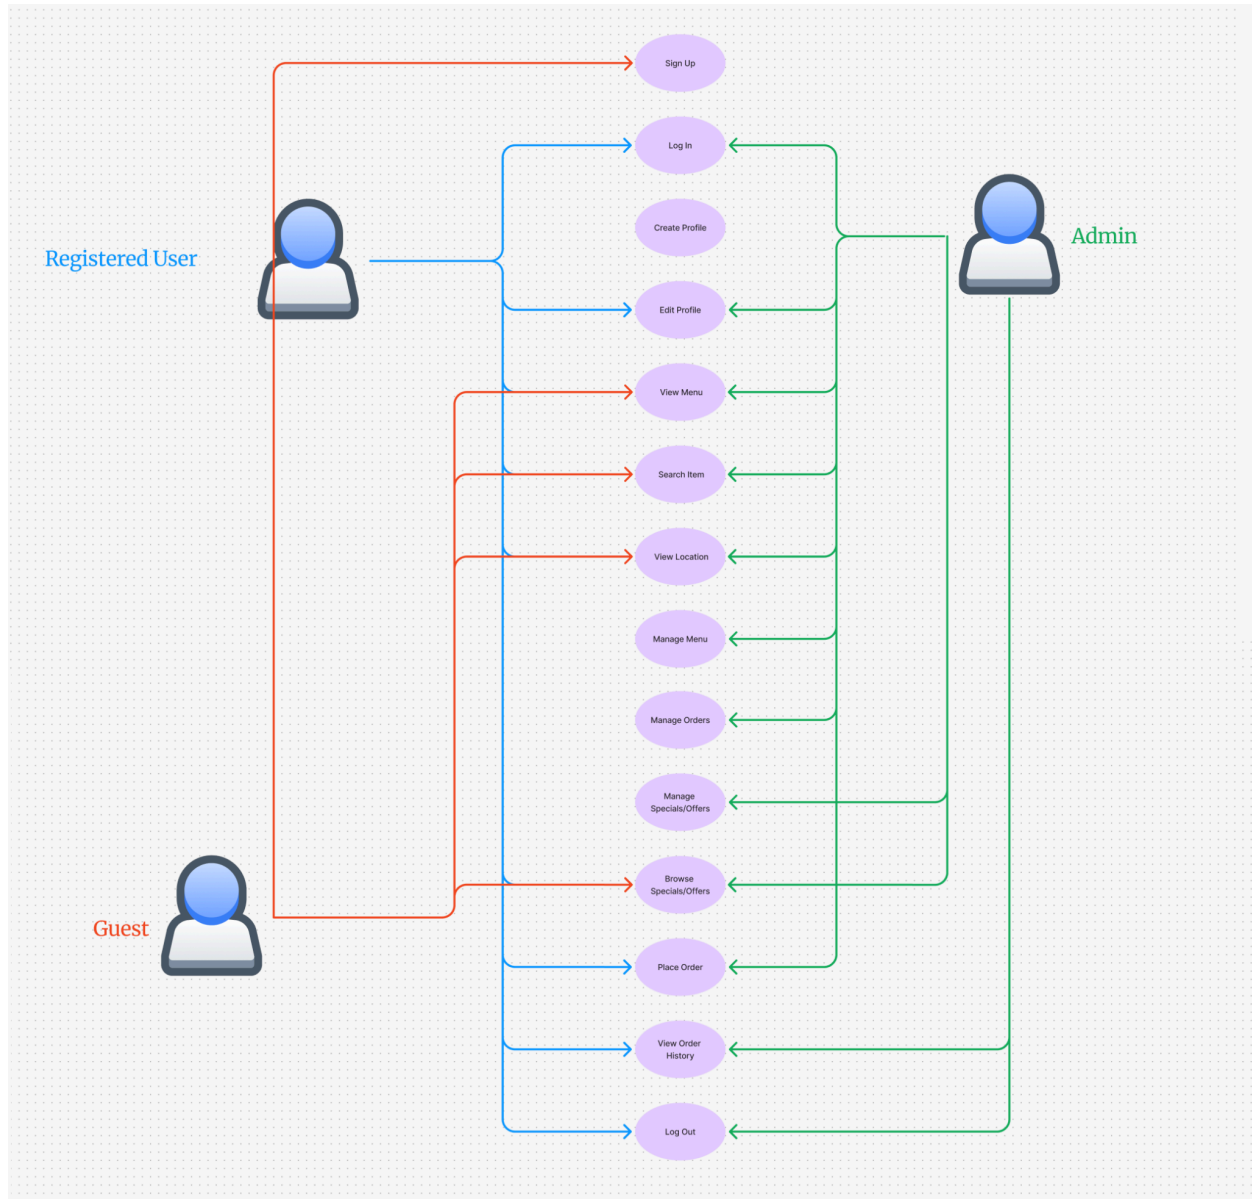 Sign Up
Log In
Create Profile
Registered User
Admin
Edit Profile
View Menu
Search Item
View Location
Manage Menu
Manage Orders
Manage
Specials/Offers
Browse
Specials/Offers
Guest
Place Order
View Order
History
Log Out